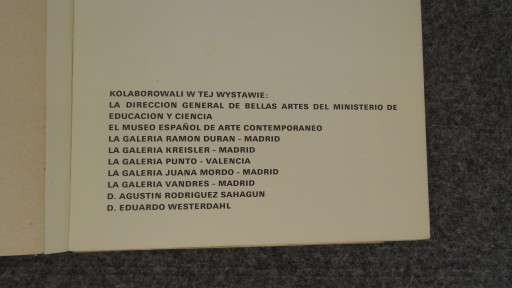 KOLABOROWALI W TEJ WYSTAWIE:
LA DIRECCION GENERAL DE BELLAS ARTES DEL MINISTERIO DE
EDUCACION Y CIENCIA
EL MUSEO ESPAÑOL DE ARTE CONTEMPORANEO
LA GALERIA RAMON DURAN - MADRID
LA GALERIA KREISLER - MADRID
LA GALERIA PUNTO - VALENCIA
LA GALERIA JUANA MORDO - MADRID
LA GALERIA VANDRES - MADRID
D. AGUSTIN RODRIGUEZ SAHAGUN
D. EDUARDO WESTERDAHL